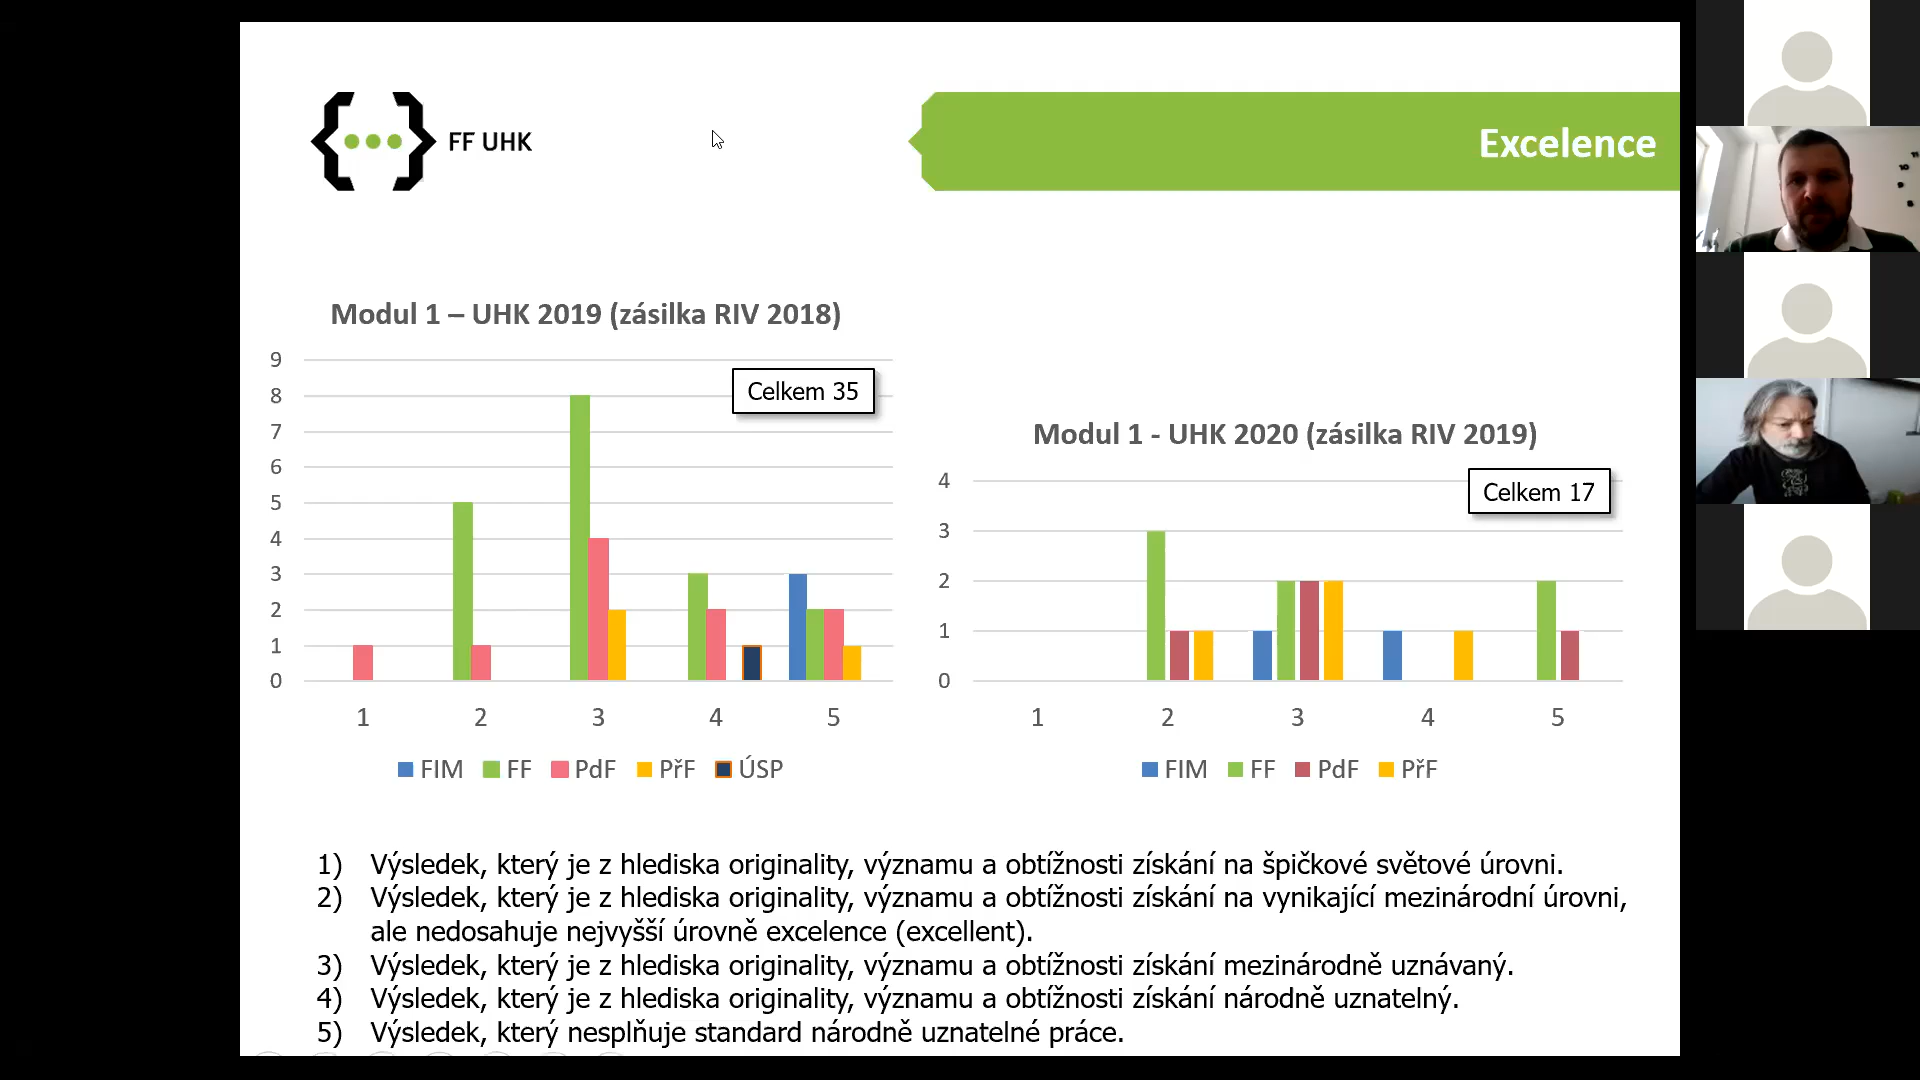 FF UHK
Excelence
Modul 1 – UHK 2019 (zásilka RIV 2018)
9
8
7
6
5
4
3
2
1
0
Celkem 35
1 2 3 4 5
FIM FF PdF PřF ÚSP
Modul 1 - UHK 2020 (zásilka RIV 2019)
4
3
2
1
0
Celkem 17
1 2 3 4 5
FIM FF PdF PřF
1) Výsledek, který je z hlediska originality, významu a obtížnosti získání na špičkové světové úrovni.
2) Výsledek, který je z hlediska originality, významu a obtížnosti získání na vynikající mezinárodní úrovni,
ale nedosahuje nejvyšší úrovně excelence (excellent).
3) Výsledek, který je z hlediska originality, významu a obtížnosti získání mezinárodně uznávaný.
4) Výsledek, který je z hlediska originality, významu a obtížnosti získání národně uznatelný.
5) Výsledek, který nesplňuje standard národně uznatelné práce.